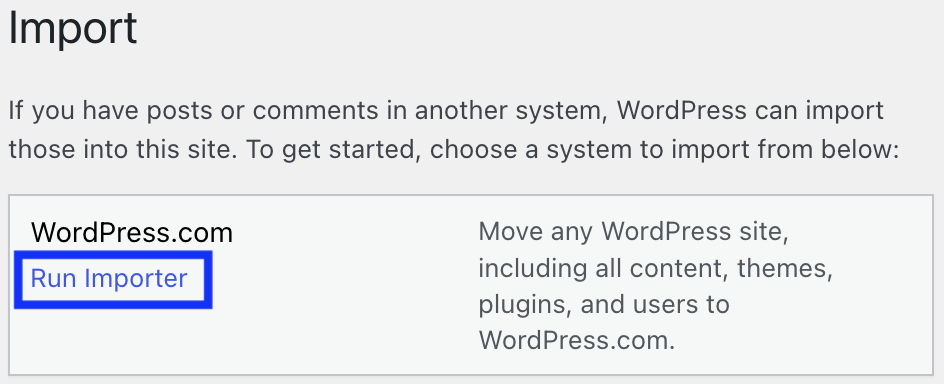 Import
If you have posts or comments in another system, WordPress can import
those into this site. To get started, choose a system to import from below:
WordPress.com
Run Importer
Move any WordPress site,
including all content, themes,
plugins, and users to
WordPress.com.